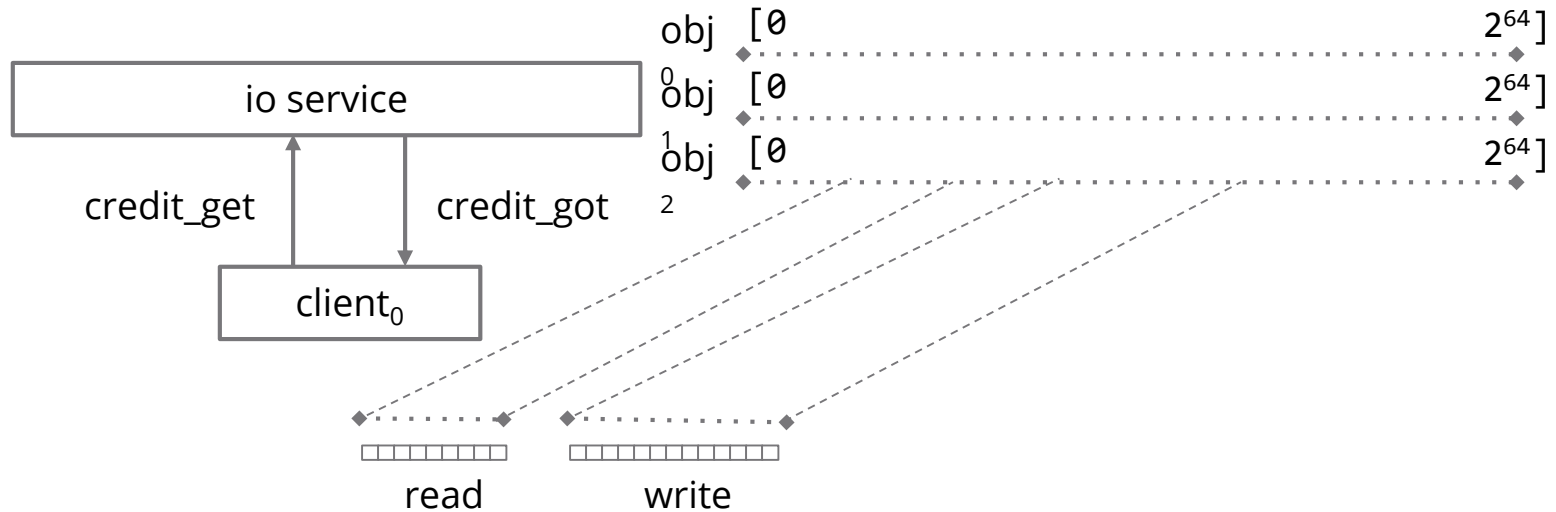 io service
credit_get
credit_got
client₀
obj
0
[0
2⁶⁴]
obj
1
[0
2⁶⁴]
obj
2
[0
2⁶⁴]
read
write